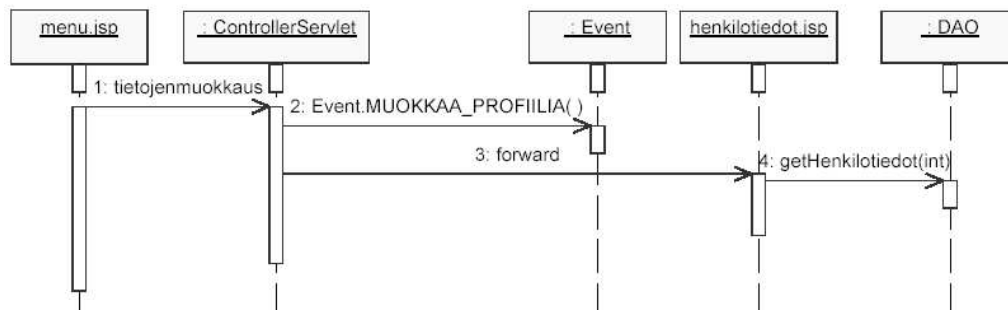 menu.jsp
: ControllerServlet
: Event
henkilotiedot.jsp
: DAO
1: tietojenmuokkaus
2: Event.MUOKKAA_PROFIILIA( )
3: forward
4: getHenkilotiedot(int)